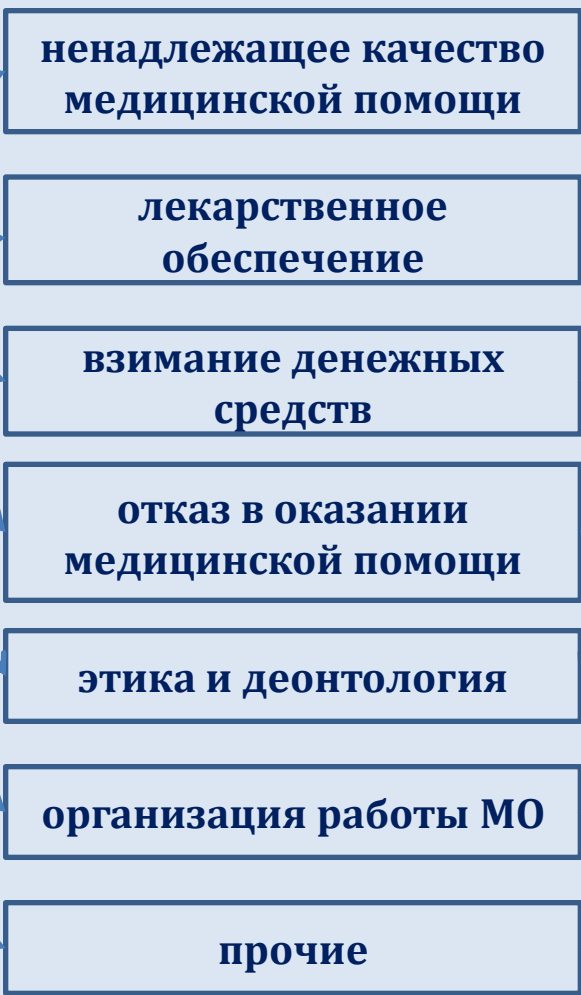 ненадлежащее качество
медицинской помощи
лекарственное
обеспечение
взимание денежных
средств
отказ в оказании
медицинской помощи
этика и деонтология
организация работы МО
прочие